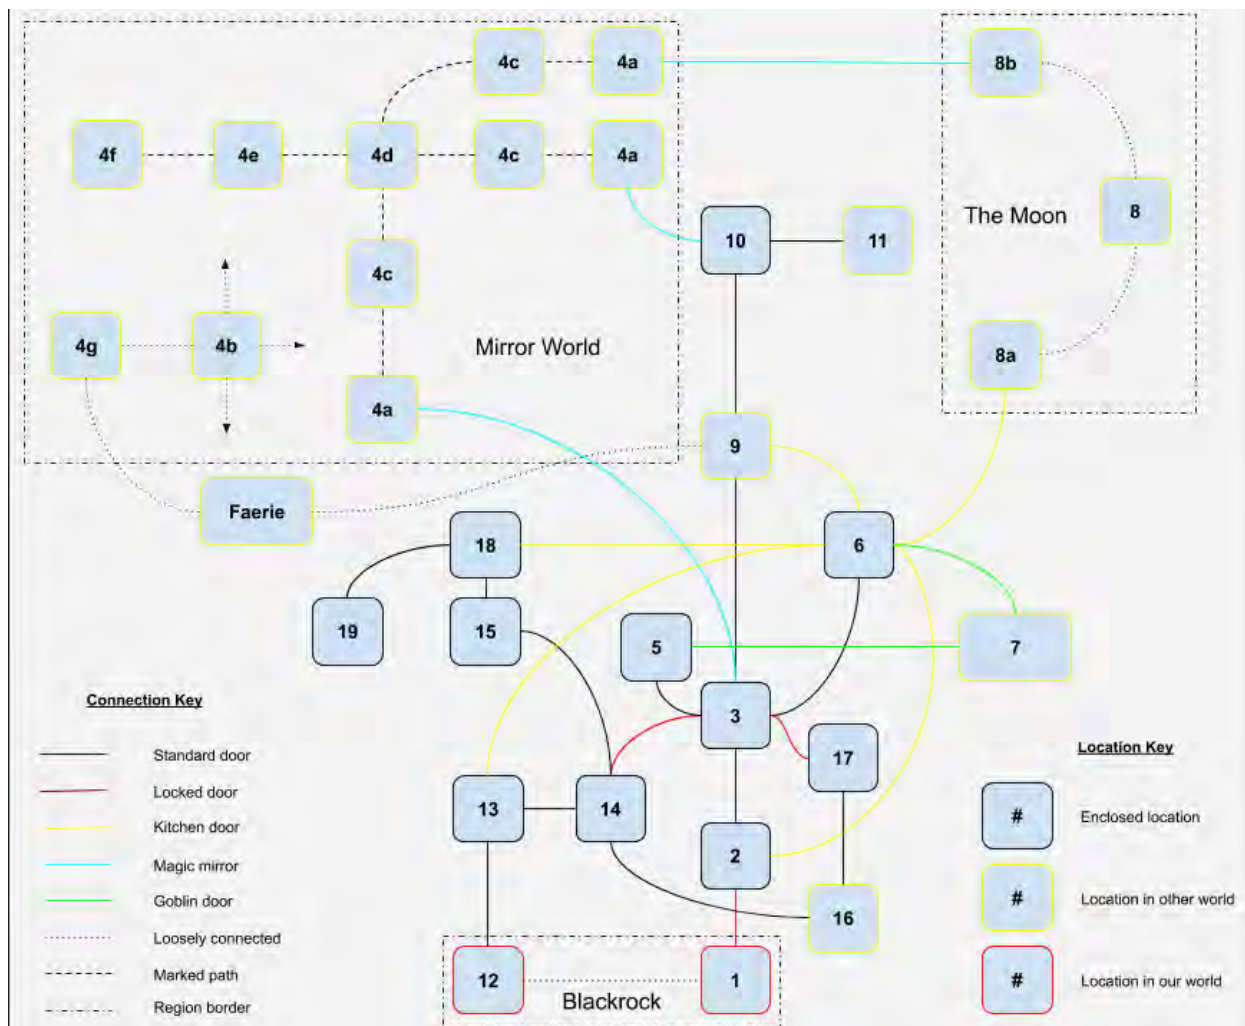 4c 4a 8b
4f 4e 4d 4c 4a
8
The Moon
10 11
4c
4g 4b
Mirror World
8a
4a
9
Faerie
18 6
19 15 5 7
3
Connection Key
Standard door
Locked door
Kitchen door
Magic mirror
Goblin door
Loosely connected
Marked path
Region border
17
13 14
2
16
12 1
Blackrock
Location Key
# Enclosed location
# Location in other world
# Location in our world